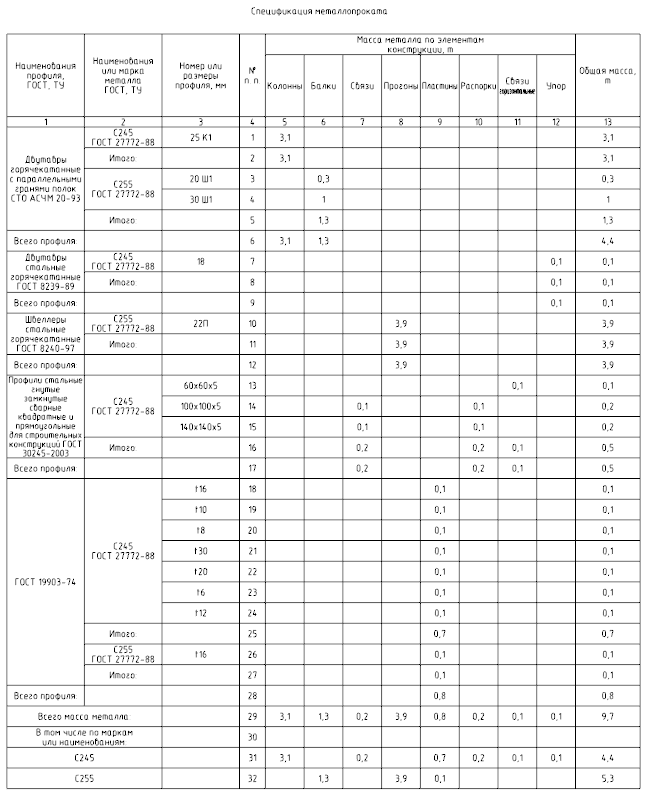 Спецификация металлопроката
Наименования профиля, ГОСТ, ТУ | Наименования или марка металла ГОСТ, ТУ | Номер или размеры профиля, мм | № п. п. | Масса металла по элементам конструкции, т | Общая масса, т
Колонны | Балки | Связи | Прогоны | Пластины | Распорки | Связи горизонтальные | Упор
1 2 3 4 5 6 7 8 9 10 11 12 13
Двутавры горячекатанные с параллельными гранями полок СТО АСЧМ 20-93
С245 ГОСТ 27772-88 25 К1 1 3,1 3,1
Итого: 2 3,1 3,1
С255 ГОСТ 27772-88 20 Ш1 3 0,3 0,3
30 Ш1 4 1 1
Итого: 5 1,3 1,3
Всего профиля: 6 3,1 1,3 4,4
Двутавры стальные горячекатанные ГОСТ 8239-89
С245 ГОСТ 27772-88 18 7 0,1 0,1
Итого: 8 0,1 0,1
Всего профиля: 9 0,1 0,1
Швеллеры стальные горячекатанные ГОСТ 8240-97
С255 ГОСТ 27772-88 22П 10 3,9 3,9
Итого: 11 3,9 3,9
Всего профиля: 12 3,9 3,9
Профили стальные гнутые замкнутые сварные квадратные и прямоугольные для строительных конструкций ГОСТ 30245-2003
С245 ГОСТ 27772-88 60х60х5 13 0,1 0,1
100х100х5 14 0,1 0,1 0,2
140х140х5 15 0,1 0,1 0,2
Итого: 16 0,2 0,2 0,1 0,5
Всего профиля: 17 0,2 0,2 0,1 0,5
ГОСТ 19903-74
С245 ГОСТ 27772-88 t16 18 0,1 0,1
t10 19 0,1 0,1
t8 20 0,1 0,1
t30 21 0,1 0,1
t20 22 0,1 0,1
t6 23 0,1 0,1
t12 24 0,1 0,1
Итого: 25 0,7 0,7
С255 ГОСТ 27772-88 t16 26 0,1 0,1
Итого: 27 0,1 0,1
Всего профиля: 28 0,8 0,8
Всего масса металла: 29 3,1 1,3 0,2 3,9 0,8 0,2 0,1 0,1 9,7
В том числе по маркам или наименованиям: 30
С245 31 3,1 0,2 0,7 0,2 0,1 0,1 4,4
С255 32 1,3 3,9 0,1 5,3